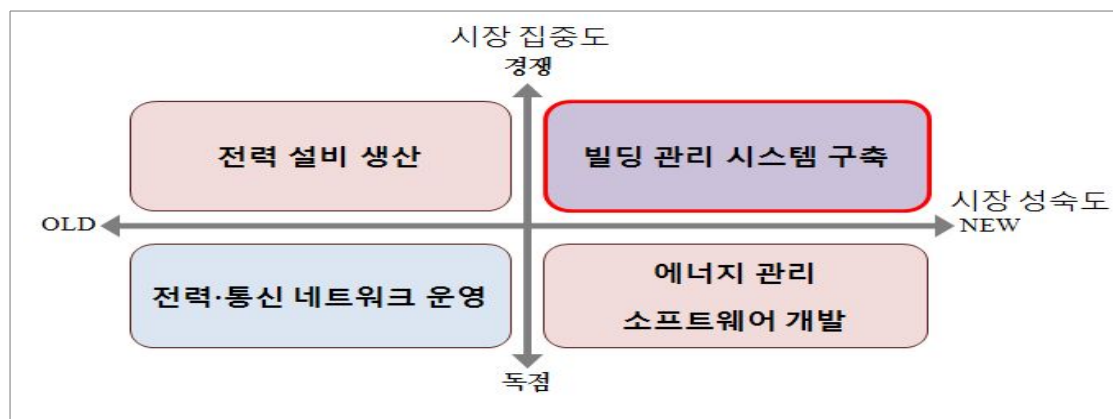 시장 집중도
경쟁
전력 설비 생산
빌딩 관리 시스템 구축
시장 성숙도
OLD
NEW
전력·통신 네트워크 운영
에너지 관리
소프트웨어 개발
독점